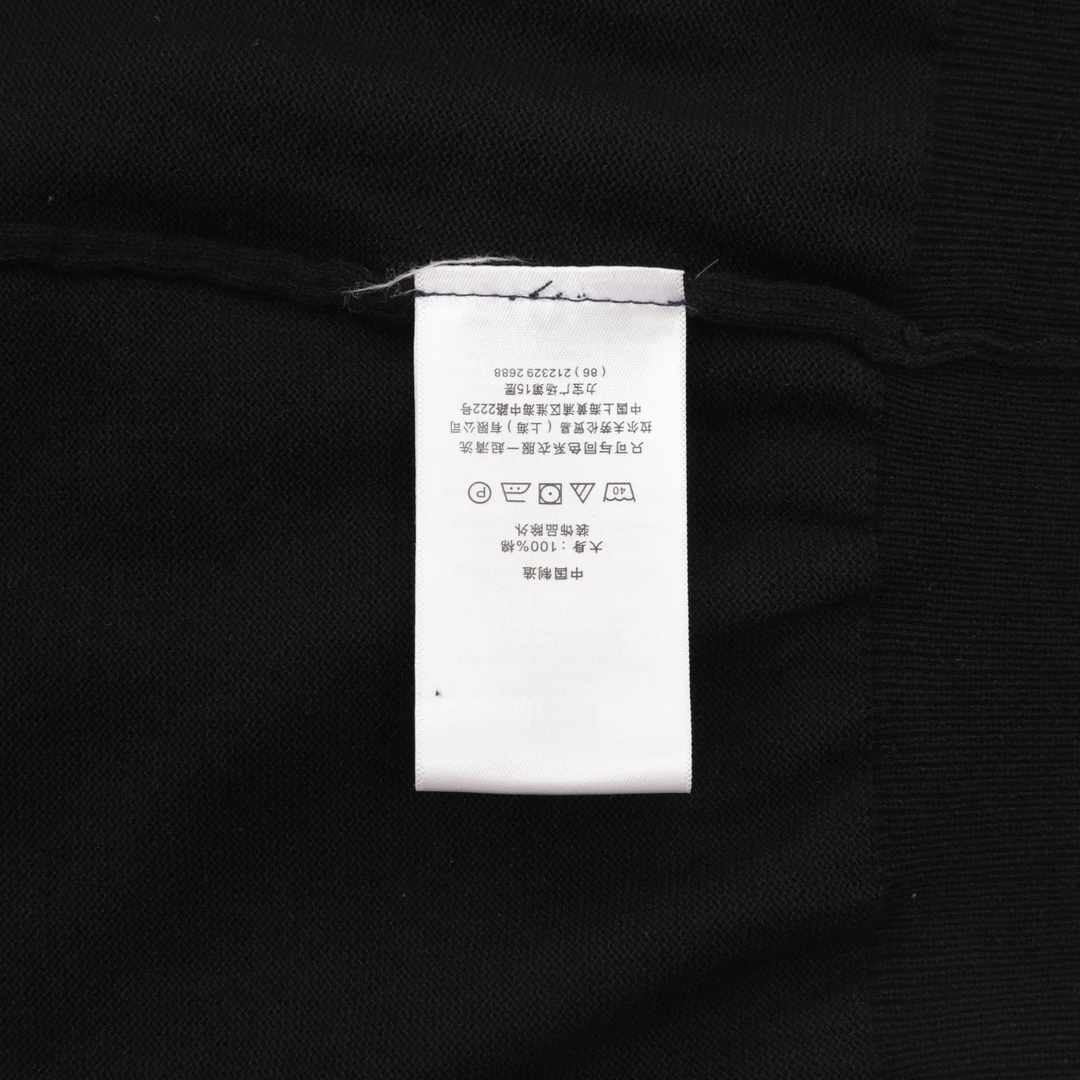 中国制造
大身：100%棉
装饰品除外
40 P
只可与同色系衣服一起清洗
拉尔夫劳伦贸易（上海）有限公司
中国上海黄浦区淮海中路222号
力宝广场第15层
(86) 212329 2688